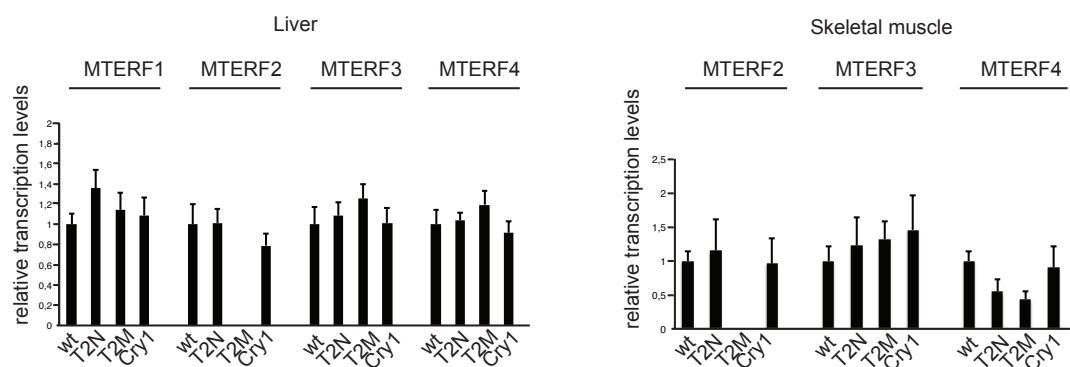 Liver
MTERF1 MTERF2 MTERF3 MTERF4
relative transcription levels
2
1,8
1,6
1,4
1,2
1
0,8
0,6
0,4
0,2
0
wt T2N T2M Cry1 wt T2N T2M Cry1 wt T2N T2M Cry1 wt T2N T2M Cry1
Skeletal muscle
MTERF2 MTERF3 MTERF4
relative transcription levels
2,5
2
1,5
1
0,5
0
wt T2N T2M Cry1 wt T2N T2M Cry1 wt T2N T2M Cry1